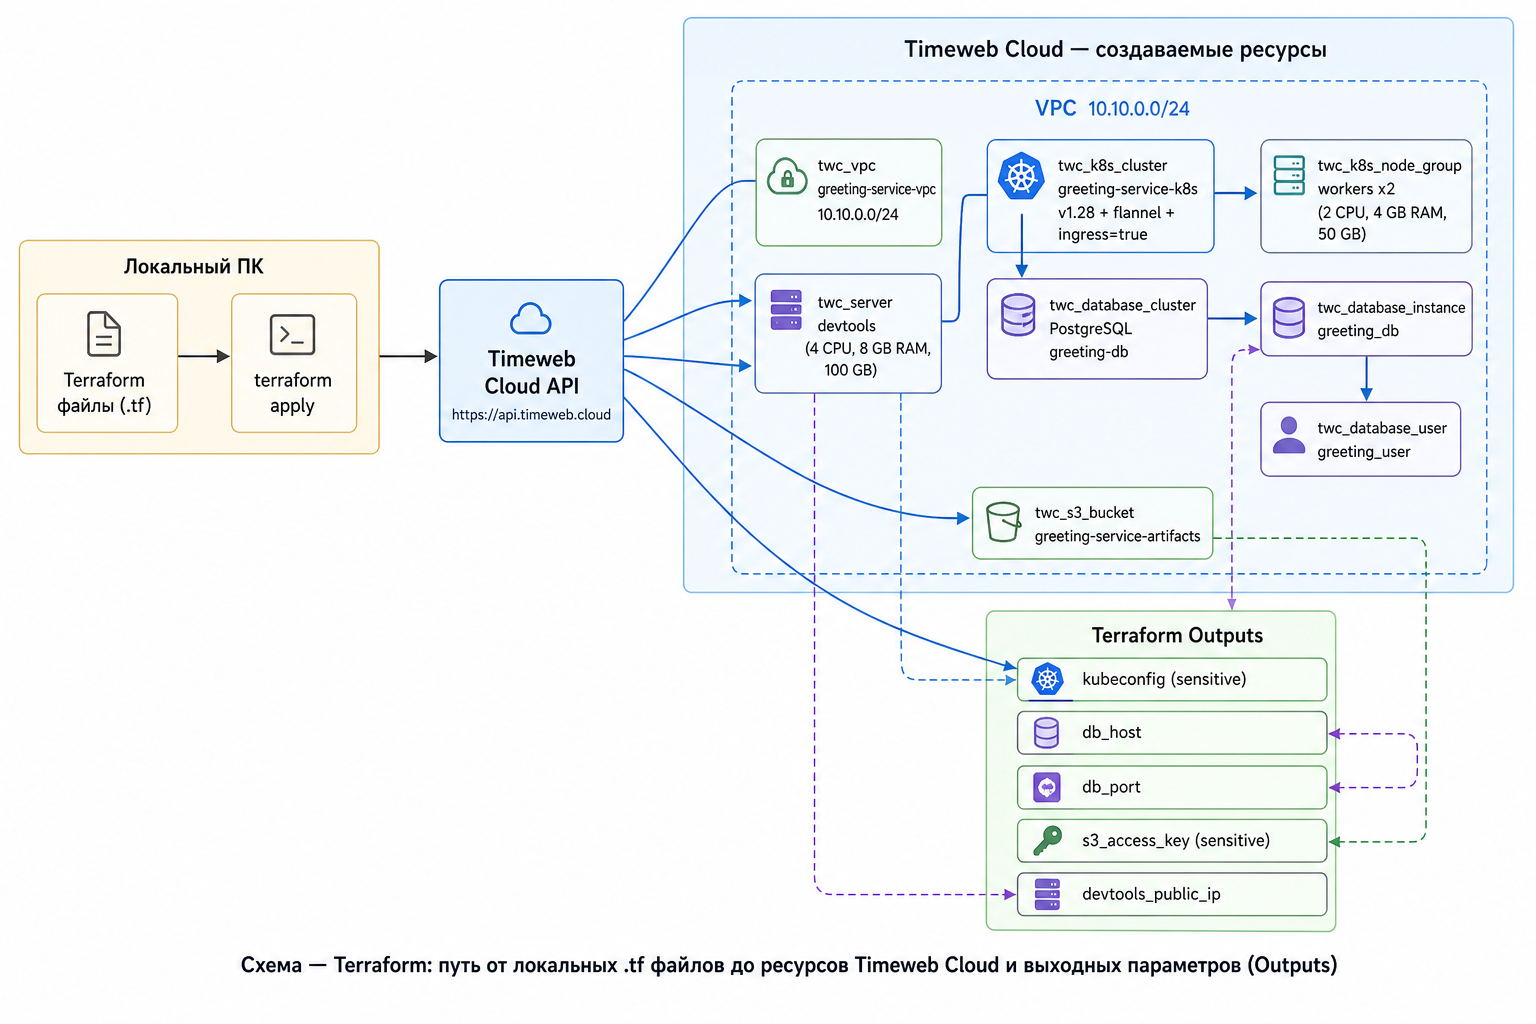 Timeweb Cloud — создаваемые ресурсы
VPC 10.10.0.0/24
twc_vpc
greeting-service-vpc
10.10.0.0/24
twc_k8s_cluster
greeting-service-k8s
v1.28 + flannel +
ingress=true
twc_k8s_node_group
workers x2
(2 CPU, 4 GB RAM,
50 GB)
Локальный ПК
Terraform
файлы (.tf)
terraform
apply
Timeweb
Cloud API
https://api.timeweb.cloud
twc_server
devtools
(4 CPU, 8 GB RAM,
100 GB)
twc_database_cluster
PostgreSQL
greeting-db
twc_database_instance
greeting_db
twc_database_user
greeting_user
twc_s3_bucket
greeting-service-artifacts
Terraform Outputs
kubeconfig (sensitive)
db_host
db_port
s3_access_key (sensitive)
devtools_public_ip
Схема — Terraform: путь от локальных .tf файлов до ресурсов Timeweb Cloud и выходных параметров (Outputs)